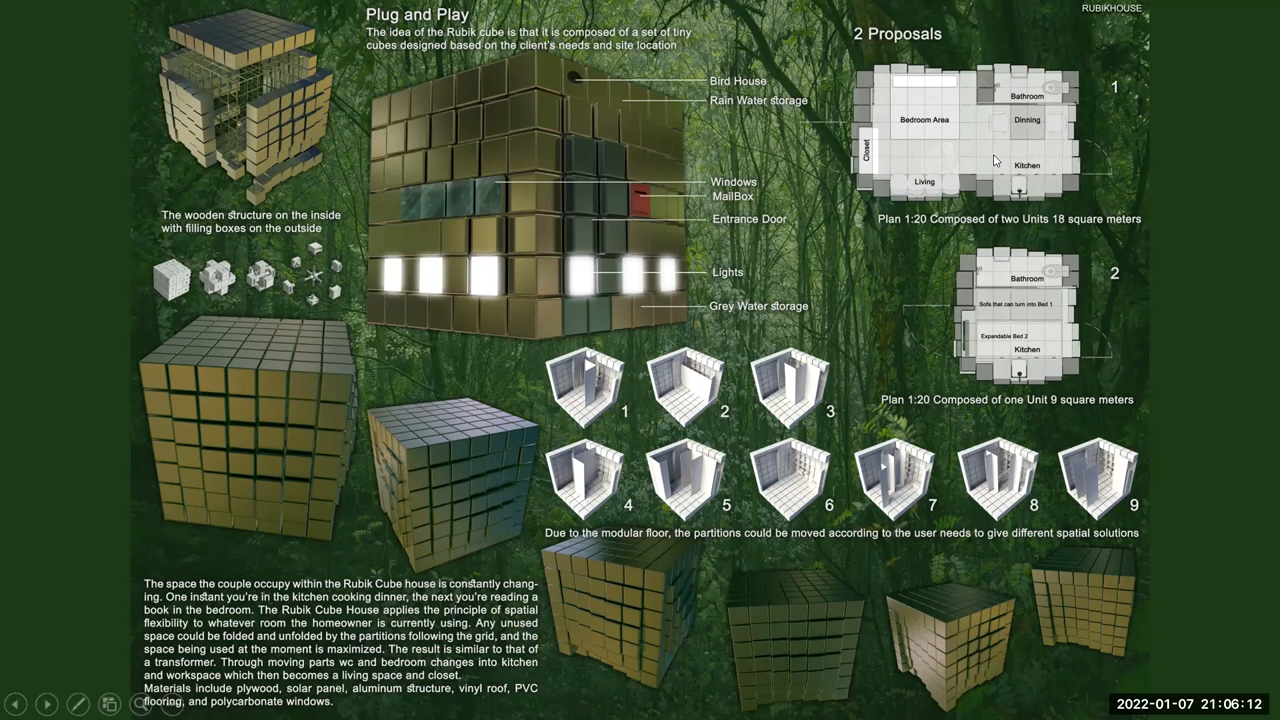 RUBIKHOUSE
Plug and Play
The idea of the Rubik cube is that it is composed of a set of tiny
cubes designed based on the client's needs and site location
Bird House
Rain Water storage
Windows
MailBox
Entrance Door
Lights
Grey Water storage
The wooden structure on the inside
with filling boxes on the outside
2 Proposals
1
Bathroom
Bedroom Area
Dinning
Closet
Kitchen
Living
Plan 1:20 Composed of two Units 18 square meters
2
Bathroom
Sofa that can turn into Bed 1
Expandable Bed 2
Kitchen
Plan 1:20 Composed of one Unit 9 square meters
1
2
3
4
5
6
7
8
9
Due to the modular floor, the partitions could be moved according to the user needs to give different spatial solutions
The space the couple occupy within the Rubik Cube house is constantly chang-
ing. One instant you're in the kitchen cooking dinner, the next you're reading a
book in the bedroom. The Rubik Cube House applies the principle of spatial
flexibility to whatever room the homeowner is currently using. Any unused
space could be folded and unfolded by the partitions following the grid, and the
space being used at the moment is maximized. The result is similar to that of
a transformer. Through moving parts wc and bedroom changes into kitchen
and workspace which then becomes a living space and closet.
Materials include plywood, solar panel, aluminum structure, vinyl roof, PVC
flooring, and polycarbonate windows.
2022-01-07 21:06:12